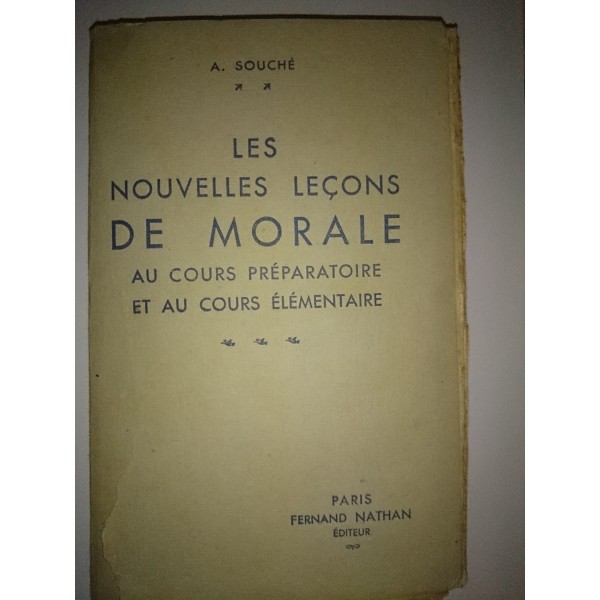 A. SOUCHÉ
LES
NOUVELLES LEÇONS
DE MORALE
AU COURS PRÉPARATOIRE
ET AU COURS ÉLÉMENTAIRE
PARIS
FERNAND NATHAN
ÉDITEUR